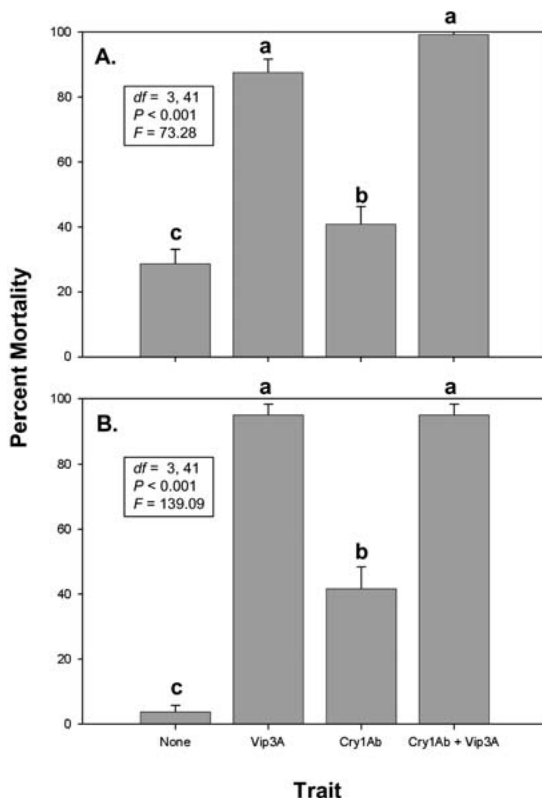 Percent Mortality
A.
df = 3, 41
P < 0.001
F = 73.28
100
80
60
40
20
0
c
a
b
a
B.
df = 3, 41
P < 0.001
F = 139.09
100
80
60
40
20
0
c
a
b
a
None Vip3A Cry1Ab Cry1Ab + Vip3A
Trait